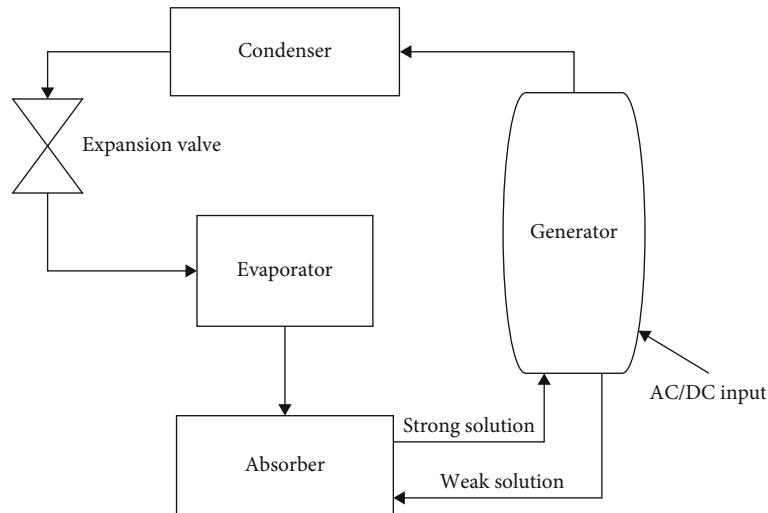 Condenser
Expansion valve
Generator
Evaporator
AC/DC input
Strong solution
Absorber
Weak solution